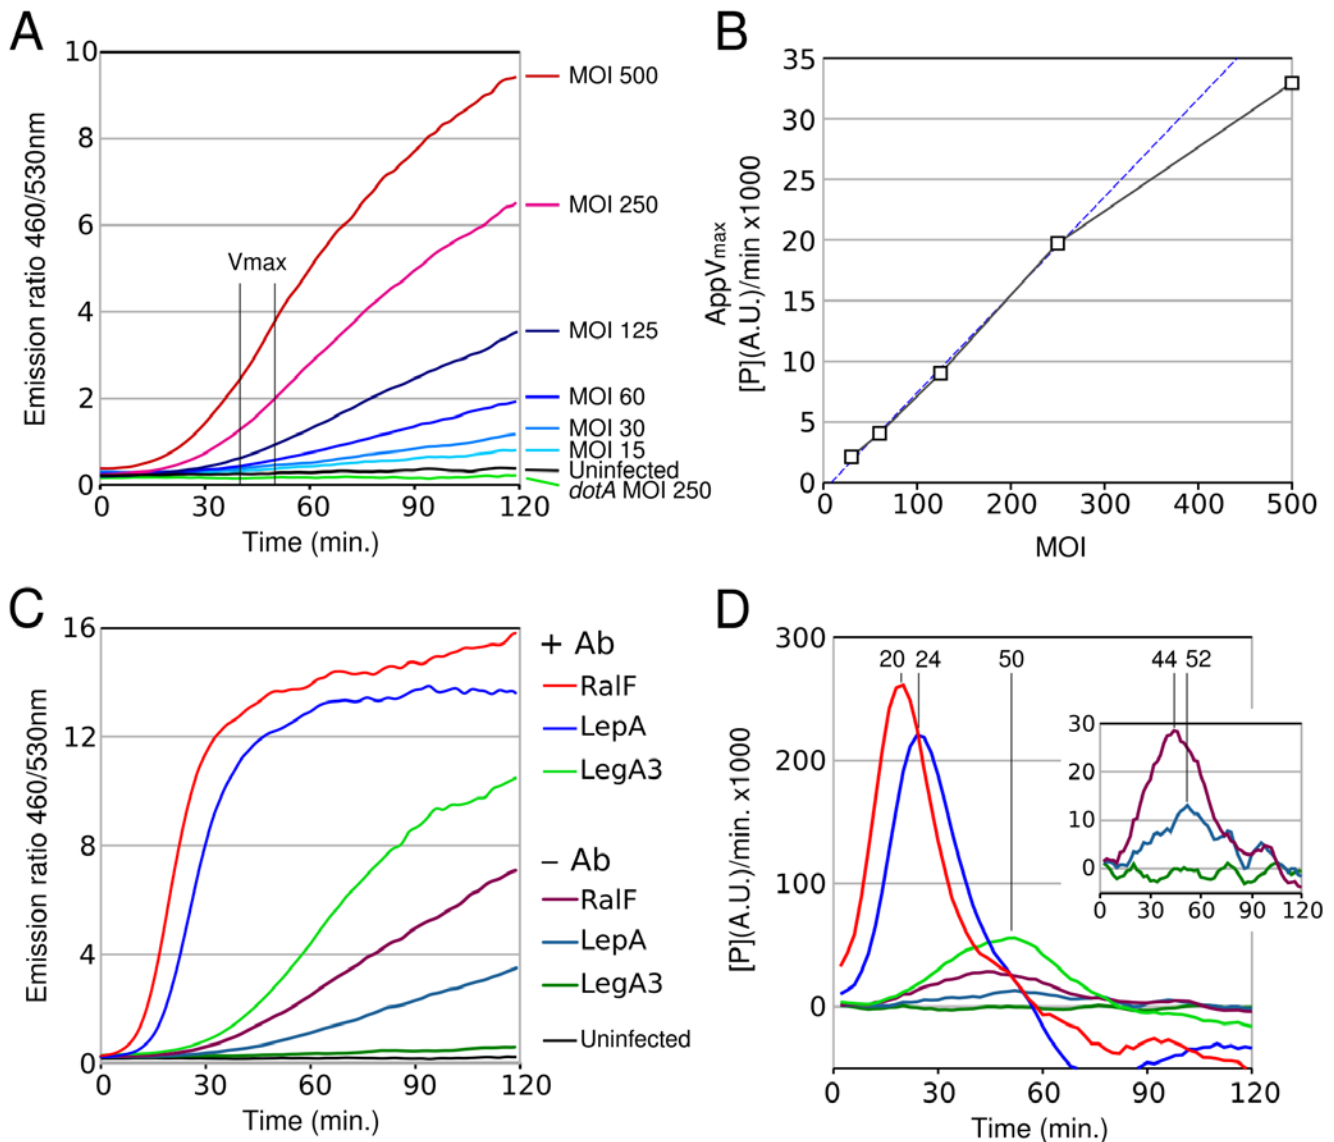 A
Emission ratio 460/530nm
10
8
6
4
2
0
Vmax
MOI 500
MOI 250
MOI 125
MOI 60
MOI 30
MOI 15
Uninfected
dotA MOI 250
0 30 60 90 120
Time (min.)
B
AppVmax
[P](A.U.)/min x1000
35
30
25
20
15
10
5
0
0 100 200 300 400 500
MOI
C
Emission ratio 460/530nm
16
12
8
4
0
+ Ab
RalF
LepA
LegA3
– Ab
RalF
LepA
LegA3
Uninfected
0 30 60 90 120
Time (min.)
D
[P](A.U.)/min. x1000
300
200
100
0
20 24 50 44 52
30
20
10
0
0 30 60 90 120
0 30 60 90 120
Time (min.)